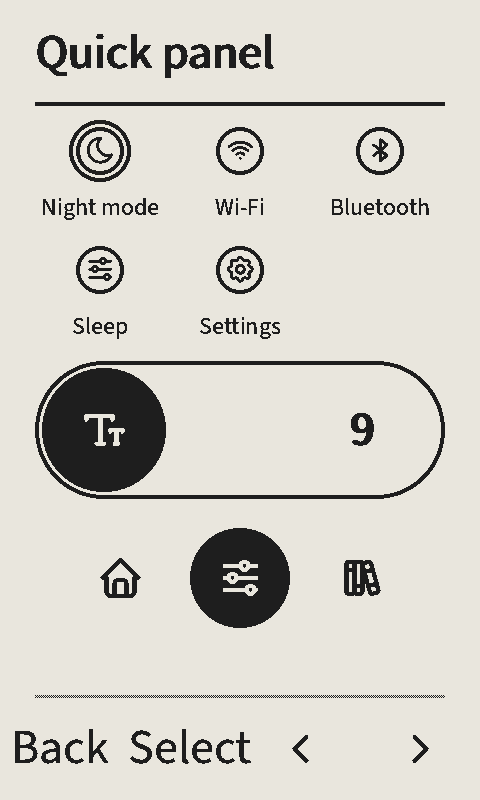 Quick panel
Night mode Wi-Fi Bluetooth
Sleep Settings
Tт 9
Back Select < >